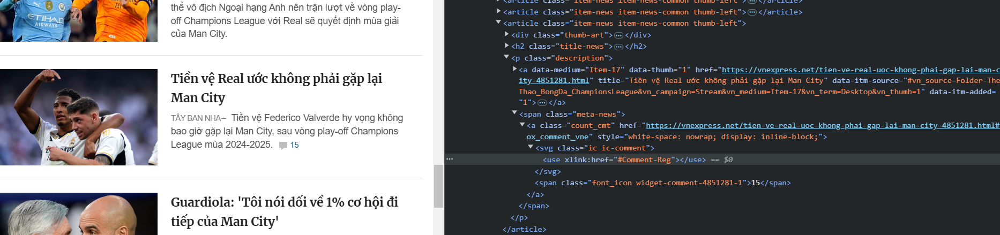 thể vô địch Ngoại hạng Anh nên trận lượt về vòng play-
off Champions League với Real sẽ quyết định mùa giải
của Man City.
ETIHAD
AIRWAYS
Tiền vệ Real ước không phải gặp lại
Man City
TÂY BAN NHA– Tiền vệ Federico Valverde hy vọng không
bao giờ gặp lại Man City, sau vòng play-off Champions
League mùa 2024-2025. 15
Guardiola: 'Tôi nói dối về 1% cơ hội đi
tiếp của Man City'
<article class="item-news item-news-common thumb-left">⋯</article>
<article class="item-news item-news-common thumb-left">⋯</article>
<article class="item-news item-news-common thumb-left">
<div class="thumb-art">⋯</div>
<h2 class="title-news">⋯</h2>
<p class="description">
<a data-medium="Item-17" data-thumb="1" href="https://vnexpress.net/tien-ve-real-uoc-khong-phai-gap-lai-man-c
ity-4851281.html" title="Tiền vệ Real ước không phải gặp lại Man City" data-itm-source="#vn_source=Folder-The
Thao_BongDa_ChampionsLeague&vn_campaign=Stream&vn_medium=Item-17&vn_term=Desktop&vn_thumb=1" data-itm-added=
"1">⋯</a>
<span class="meta-news">
<a class="count_cmt" href="https://vnexpress.net/tien-ve-real-uoc-khong-phai-gap-lai-man-city-4851281.html#
ox_comment_vne" style="white-space: nowrap; display: inline-block;">
<svg class="ic ic-comment">
⋯ <use xlink:href="#Comment-Reg"></use> == $0
</svg>
<span class="font_icon widget-comment-4851281-1">15</span>
</a>
</span>
</p>
</article>